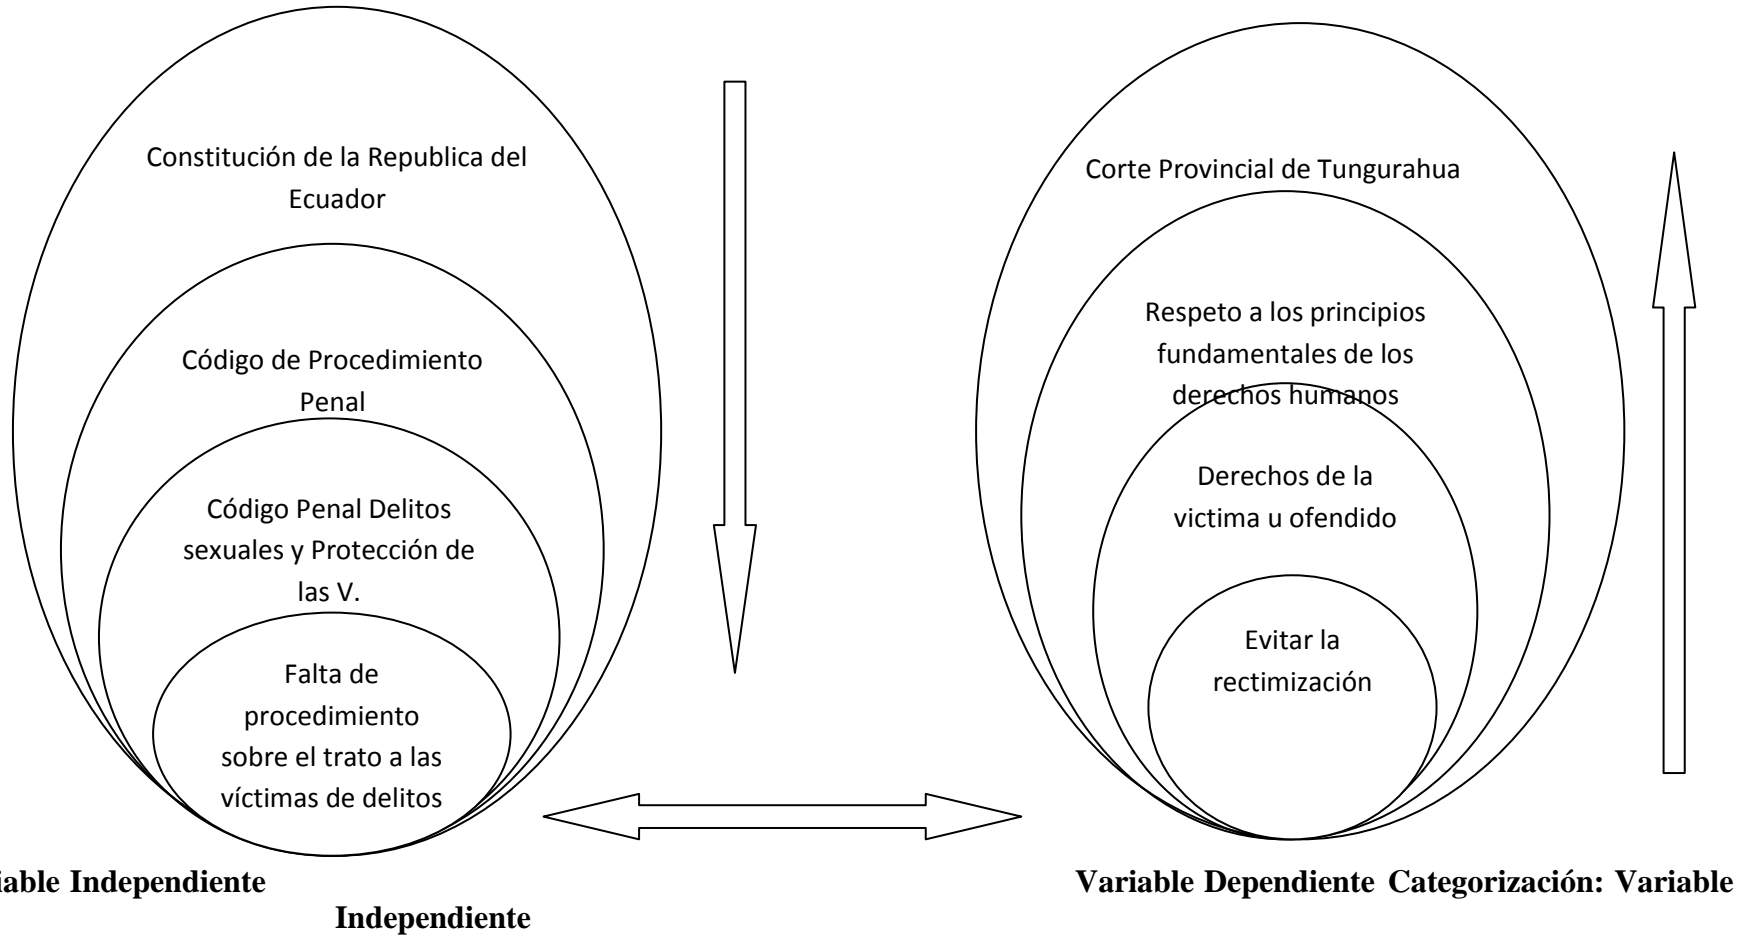 Constitución de la Republica del
Ecuador
Código de Procedimiento
Penal
Código Penal Delitos
sexuales y Protección de
las V.
Falta de
procedimiento
sobre el trato a las
víctimas de delitos
Corte Provincial de Tungurahua
Respeto a los principios
fundamentales de los
derechos humanos
Derechos de la
victima u ofendido
Evitar la
rectimización
iable Independiente
Variable Dependiente Categorización: Variable
Independiente